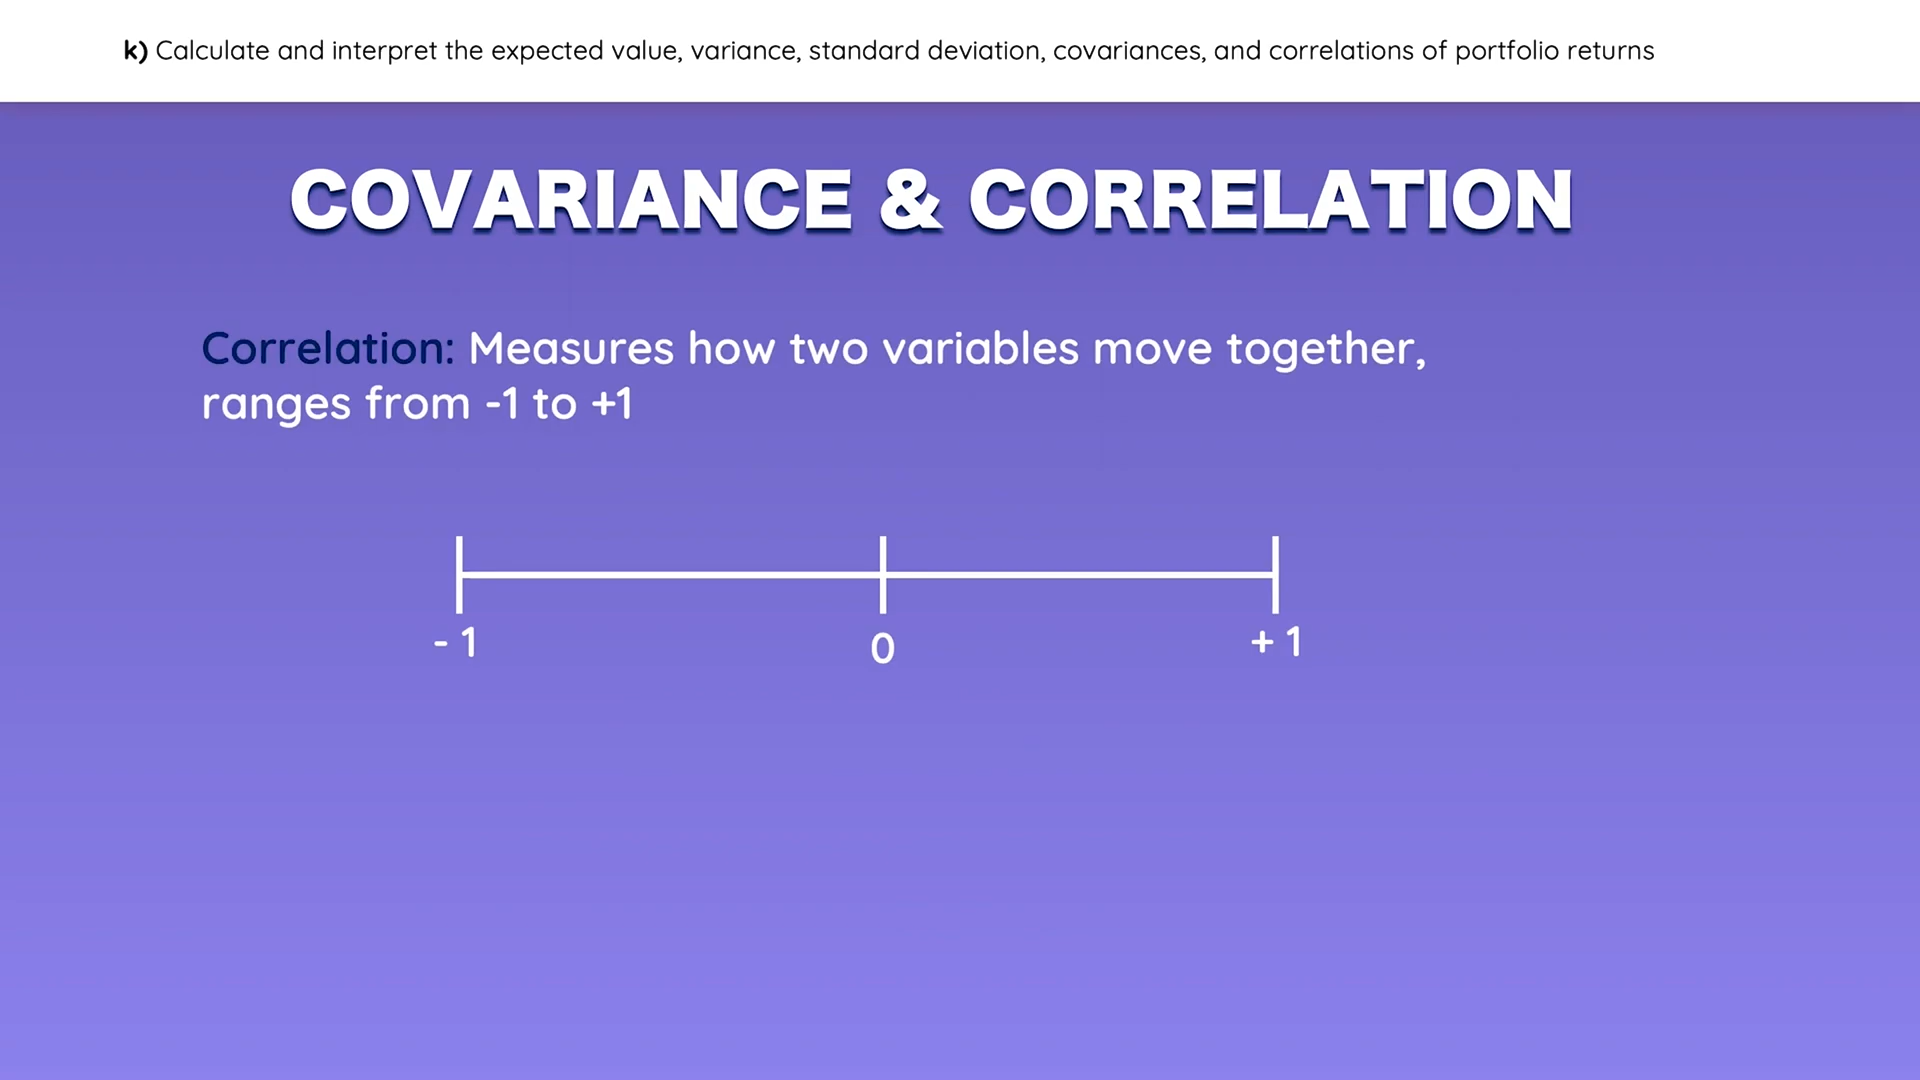 k) Calculate and interpret the expected value, variance, standard deviation, covariances, and correlations of portfolio returns
COVARIANCE & CORRELATION
Correlation: Measures how two variables move together,
ranges from -1 to +1
- 1 0 + 1